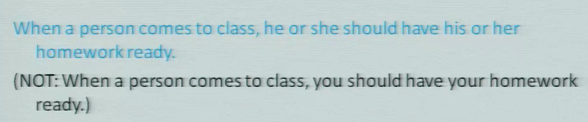 When a person comes to class, he or she should have his or her
homework ready.
(NOT: When a person comes to class, you should have your homework
ready.)